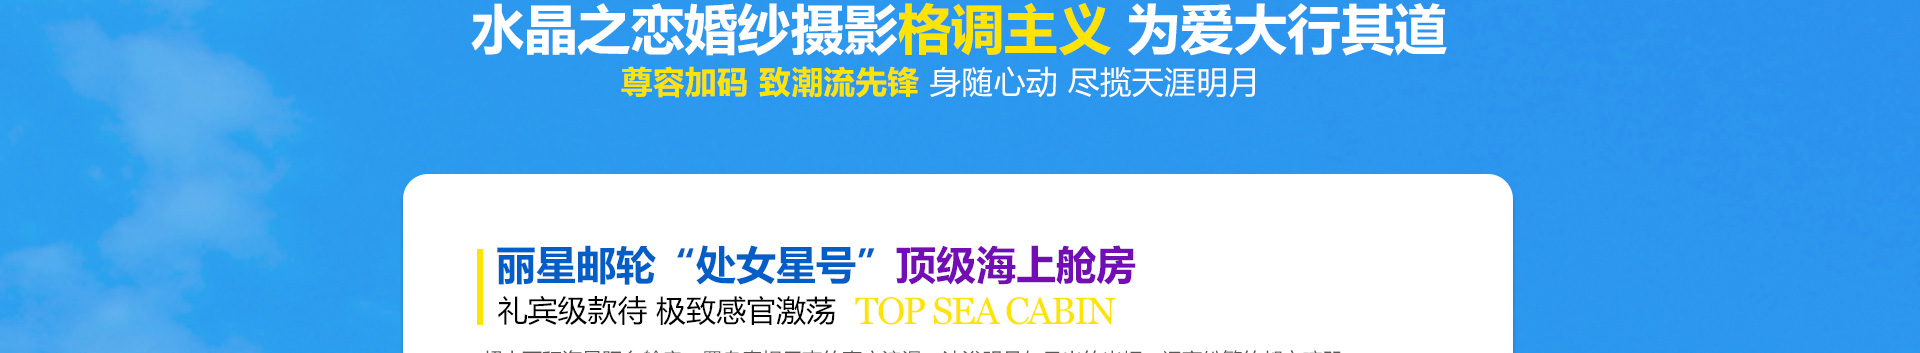 水晶之恋婚纱摄影格调主义 为爱大行其道
尊容加码 致潮流先锋 身随心动 尽揽天涯明月
丽星邮轮“处女星号”顶级海上舱房
礼宾级款待 极致感官激荡 TOP SEA CABIN